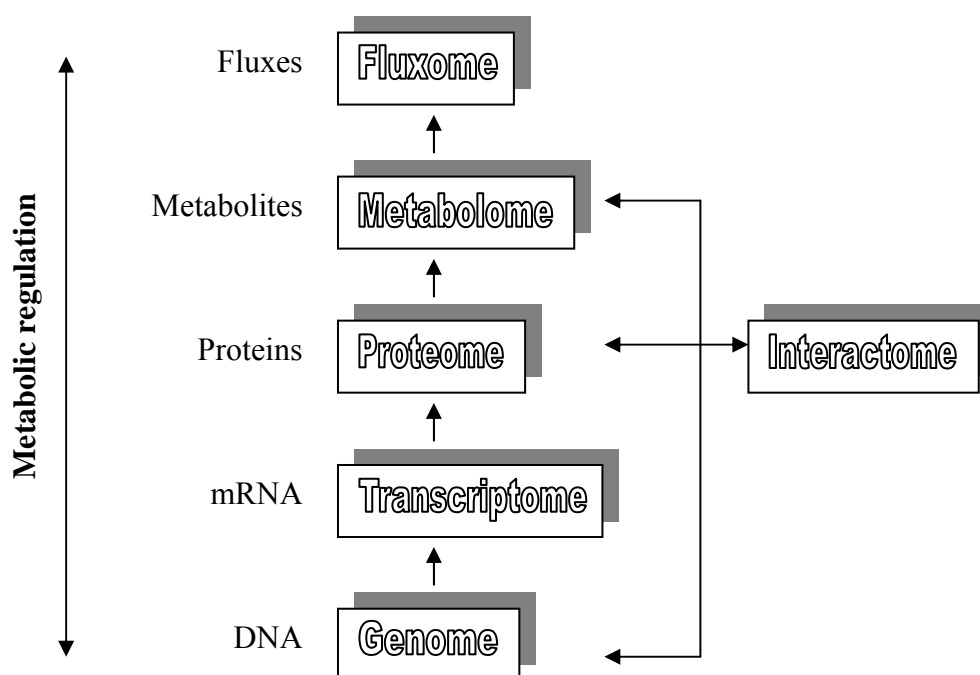 Fluxes Fluxome
Metabolites Metabolome
Proteins Proteome Interactome
mRNA Transcriptome
DNA Genome
Metabolic regulation